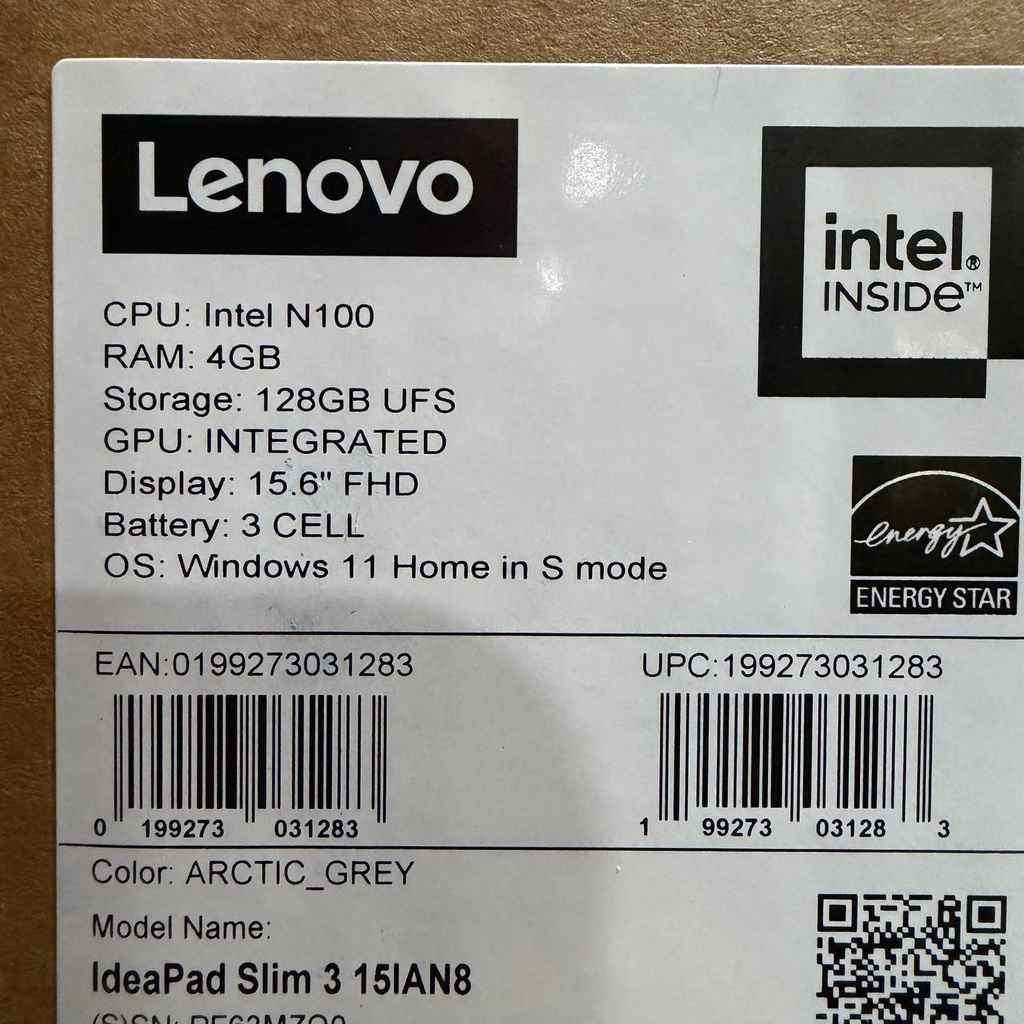 Lenovo
intel®
INSIDE™
CPU: Intel N100
RAM: 4GB
Storage: 128GB UFS
GPU: INTEGRATED
Display: 15.6" FHD
Battery: 3 CELL
OS: Windows 11 Home in S mode
energy
ENERGY STAR
EAN:0199273031283
UPC:199273031283
0 199273 031283
1 99273 03128 3
Color: ARCTIC_GREY
Model Name:
IdeaPad Slim 3 15IAN8
(S)SN: